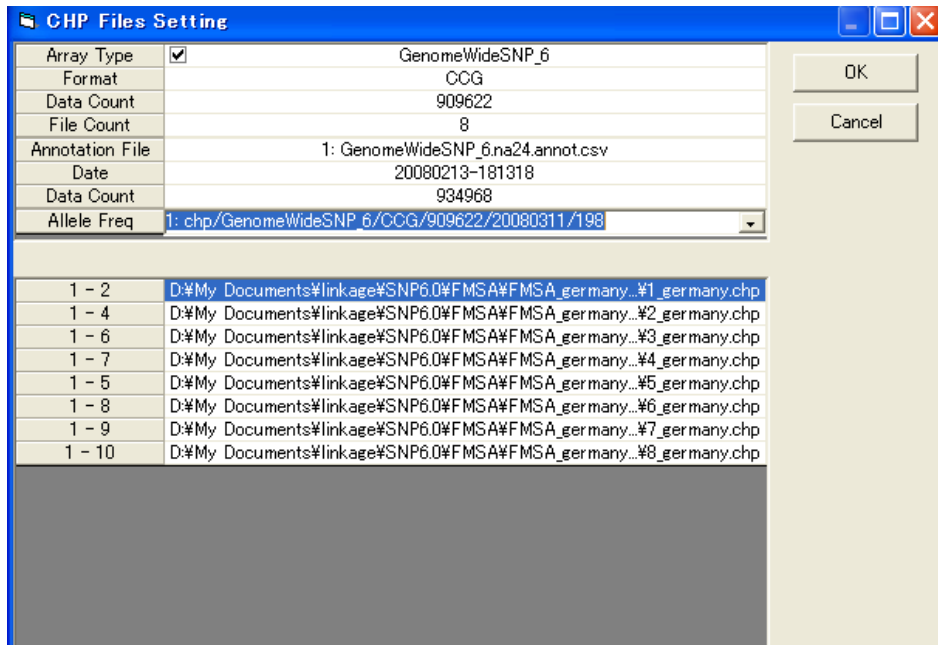 CHP Files Setting
Array Type GenomeWideSNP_6
Format CCG
Data Count 909622
File Count 8
Annotation File 1: GenomeWideSNP_6.na24.annot.csv
Date 20080213-181318
Data Count 934968
Allele Freq 1: chp/GenomeWideSNP_6/CCG/909622/20080311/198
OK
Cancel
1 - 2 D:¥My Documents¥linkage¥SNP6.0¥FMSA¥FMSA_germany...¥1_germany.chp
1 - 4 D:¥My Documents¥linkage¥SNP6.0¥FMSA¥FMSA_germany...¥2_germany.chp
1 - 6 D:¥My Documents¥linkage¥SNP6.0¥FMSA¥FMSA_germany...¥3_germany.chp
1 - 7 D:¥My Documents¥linkage¥SNP6.0¥FMSA¥FMSA_germany...¥4_germany.chp
1 - 5 D:¥My Documents¥linkage¥SNP6.0¥FMSA¥FMSA_germany...¥5_germany.chp
1 - 8 D:¥My Documents¥linkage¥SNP6.0¥FMSA¥FMSA_germany...¥6_germany.chp
1 - 9 D:¥My Documents¥linkage¥SNP6.0¥FMSA¥FMSA_germany...¥7_germany.chp
1 - 10 D:¥My Documents¥linkage¥SNP6.0¥FMSA¥FMSA_germany...¥8_germany.chp